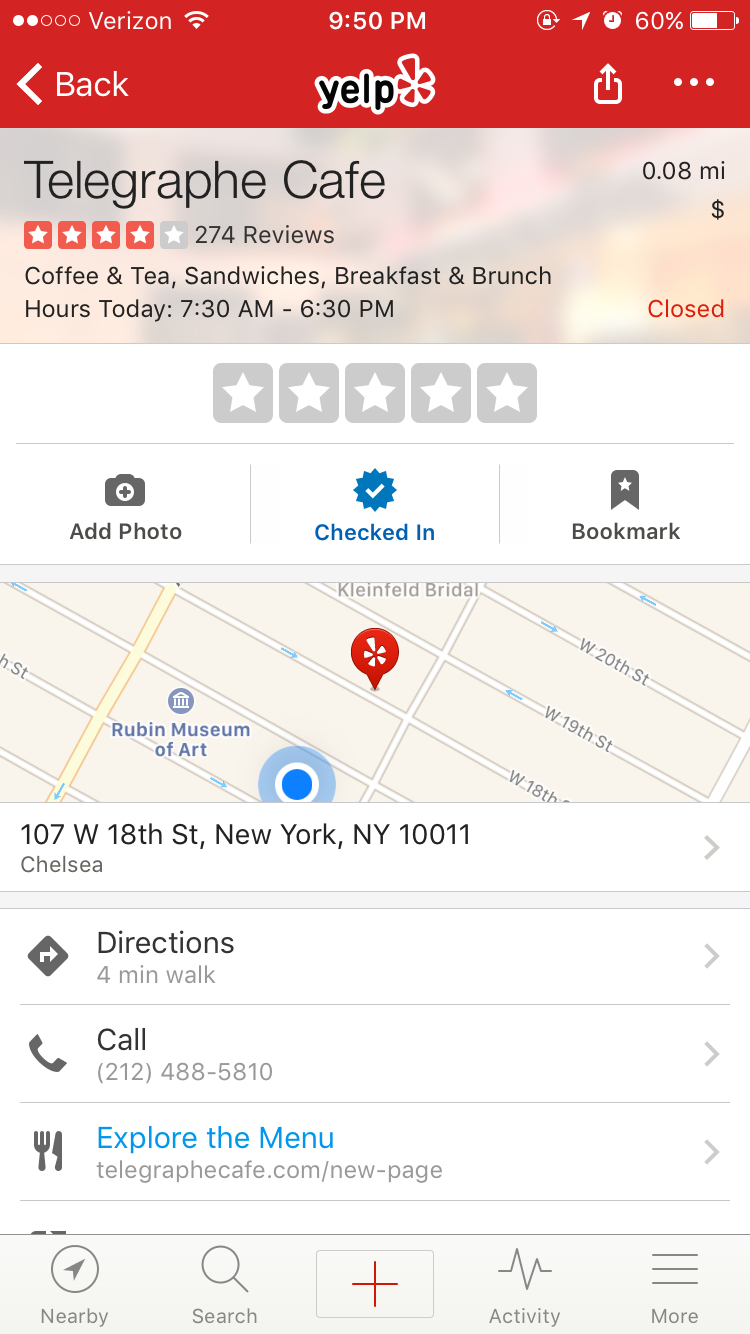 Verizon 9:50 PM 60%
Back yelp
Telegraphe Cafe 0.08 mi
$
274 Reviews
Coffee & Tea, Sandwiches, Breakfast & Brunch
Hours Today: 7:30 AM - 6:30 PM Closed
Add Photo Checked In Bookmark
Kleinfeld Bridal
W 20th St
h St
Rubin Museum
of Art
W 19th St
W 18th
107 W 18th St, New York, NY 10011
Chelsea
Directions
4 min walk
Call
(212) 488-5810
Explore the Menu
telegraphecafe.com/new-page
Nearby Search Activity More